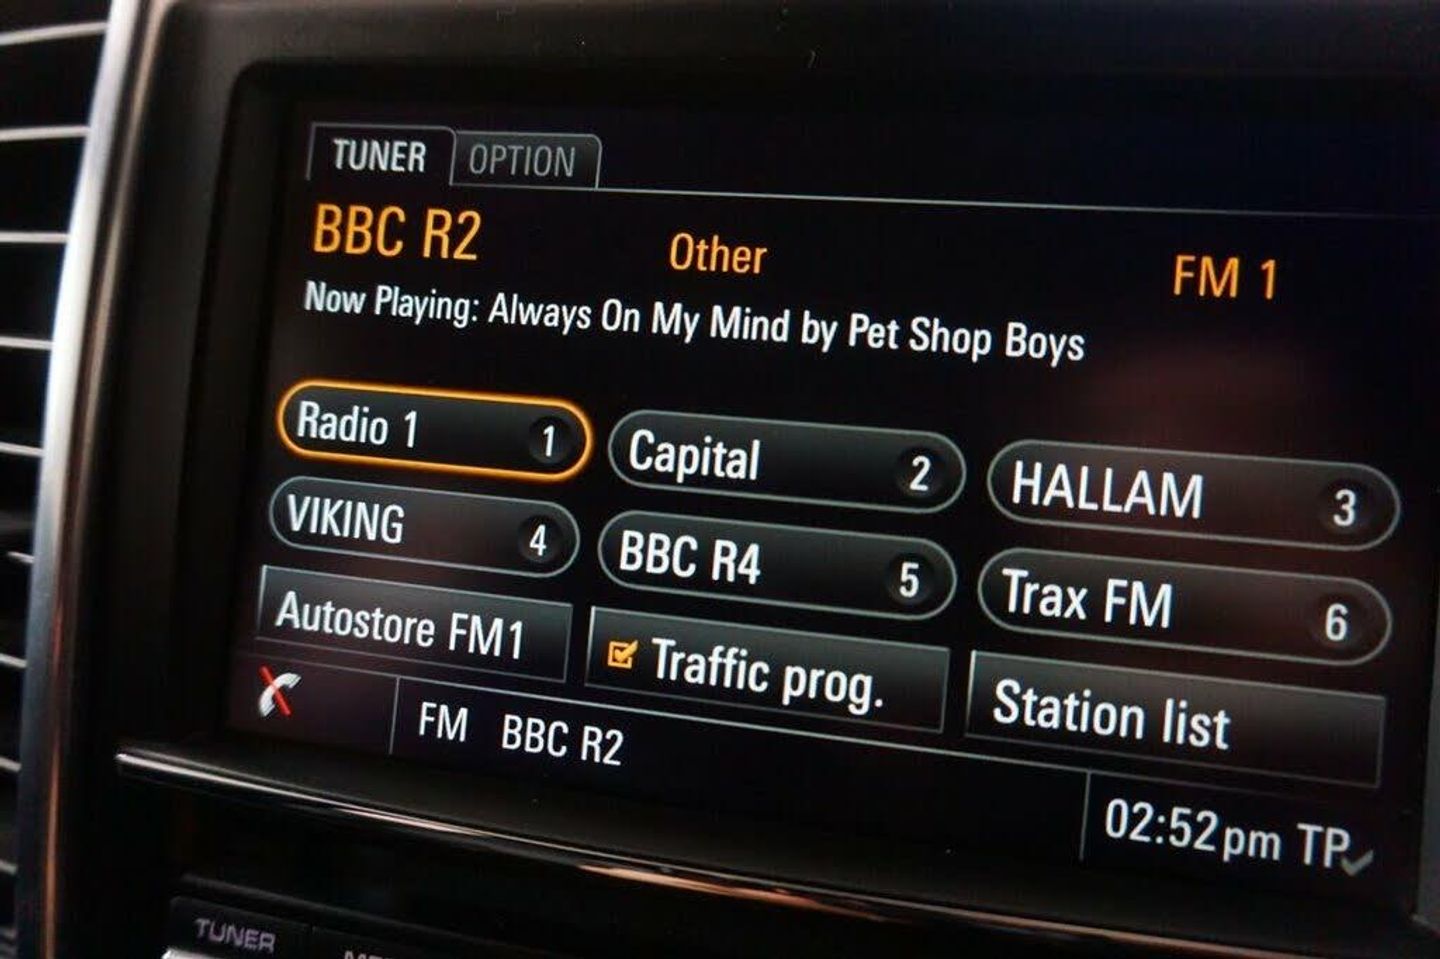 TUNER OPTION
BBC R2 Other FM 1
Now Playing: Always On My Mind by Pet Shop Boys
Radio 1 1 Capital 2 HALLAM 3
VIKING 4 BBC R4 5 Trax FM 6
Autostore FM1 Traffic prog. Station list
FM BBC R2
02:52pm TP
TUNER